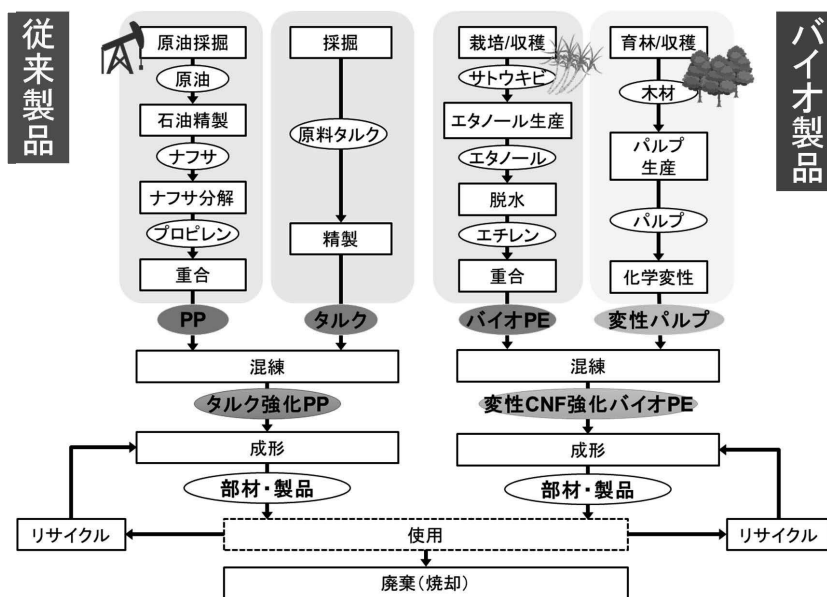 従来製品
原油採掘
原油
石油精製
ナフサ
ナフサ分解
プロピレン
重合
PP
採掘
原料タルク
精製
タルク
混練
タルク強化PP
成形
部材・製品
リサイクル
バイオ製品
栽培/収穫
サトウキビ
エタノール生産
エタノール
脱水
エチレン
重合
バイオPE
育林/収穫
木材
パルプ
生産
パルプ
化学変性
変性パルプ
混練
変性CNF強化バイオPE
成形
部材・製品
リサイクル
使用
廃棄(焼却)